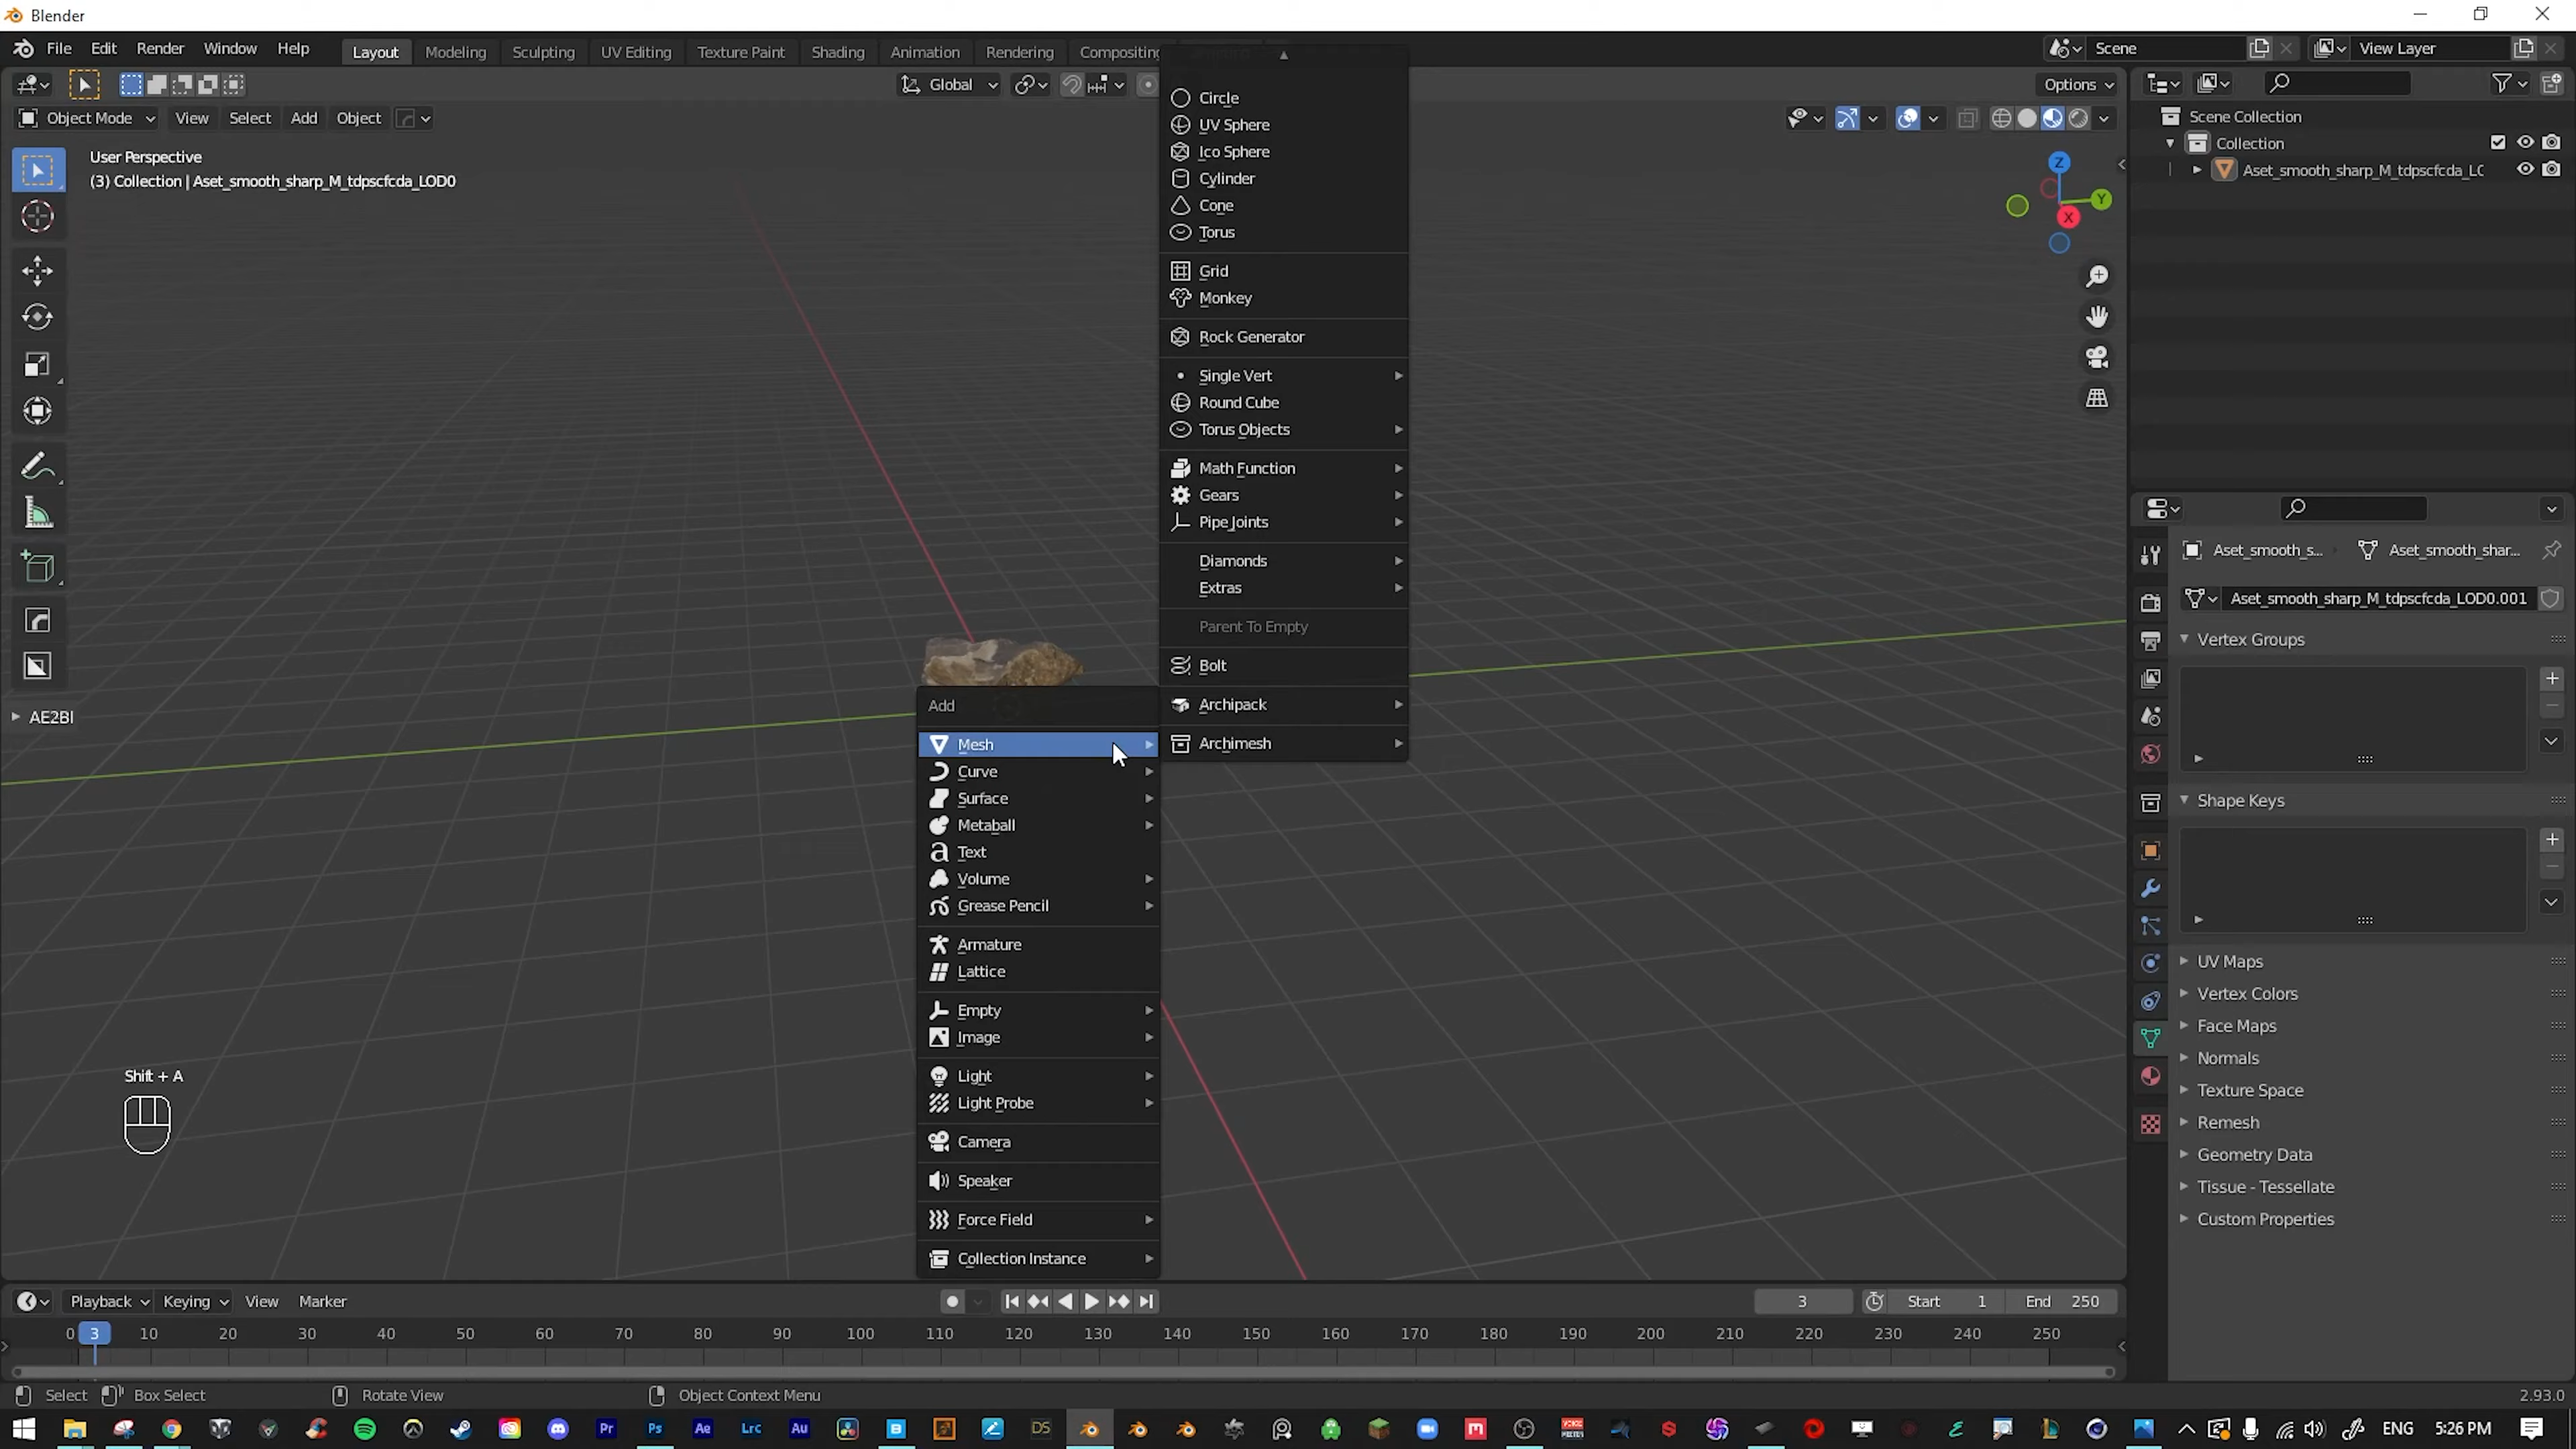 Blender
File Edit Render Window Help
Layout Modeling Sculpting UV Editing Texture Paint Shading Animation Rendering Compositing
Scene
View Layer
Global
Options
Object Mode View Select Add Object
User Perspective
(3) Collection | Aset_smooth_sharp_M_tdpscfcda_LOD0
Z
Y
X
Scene Collection
Collection
Aset_smooth_sharp_M_tdpscfcda_LC
Circle
UV Sphere
Ico Sphere
Cylinder
Cone
Torus
Grid
Monkey
Rock Generator
Single Vert
Round Cube
Torus Objects
Math Function
Gears
Pipe Joints
Diamonds
Extras
Parent To Empty
Bolt
Archipack
Archimesh
AE2Bl
Add
Mesh
Curve
Surface
Metaball
Text
Volume
Grease Pencil
Armature
Lattice
Empty
Image
Light
Light Probe
Camera
Speaker
Force Field
Collection Instance
Shift + A
Aset_smooth_s... Aset_smooth_shar...
Aset_smooth_sharp_M_tdpscfcda_LOD0.001
Vertex Groups
Shape Keys
UV Maps
Vertex Colors
Face Maps
Normals
Texture Space
Remesh
Geometry Data
Tissue - Tessellate
Custom Properties
Playback Keying View Marker
3 Start 1 End 250
0 3 10 20 30 40 50 60 70 80 90 100 110 120 130 140 150 160 170 180 190 200 210 220 230 240 250
Select Box Select Rotate View Object Context Menu 2.93.0
Pr Ps Ae Lrc Au DS ENG 5:26 PM